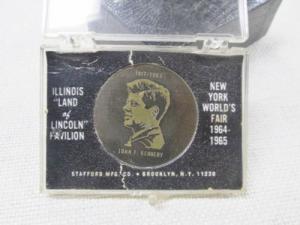 ILLINOIS
"LAND
of
LINCOLN"
PAVILION
1917-1963
JOHN F. KENNEDY
NEW
YORK
WORLD'S
FAIR
1964-
1965
STAFFORD MFG. CO. • BROOKLYN, N.Y. 11238